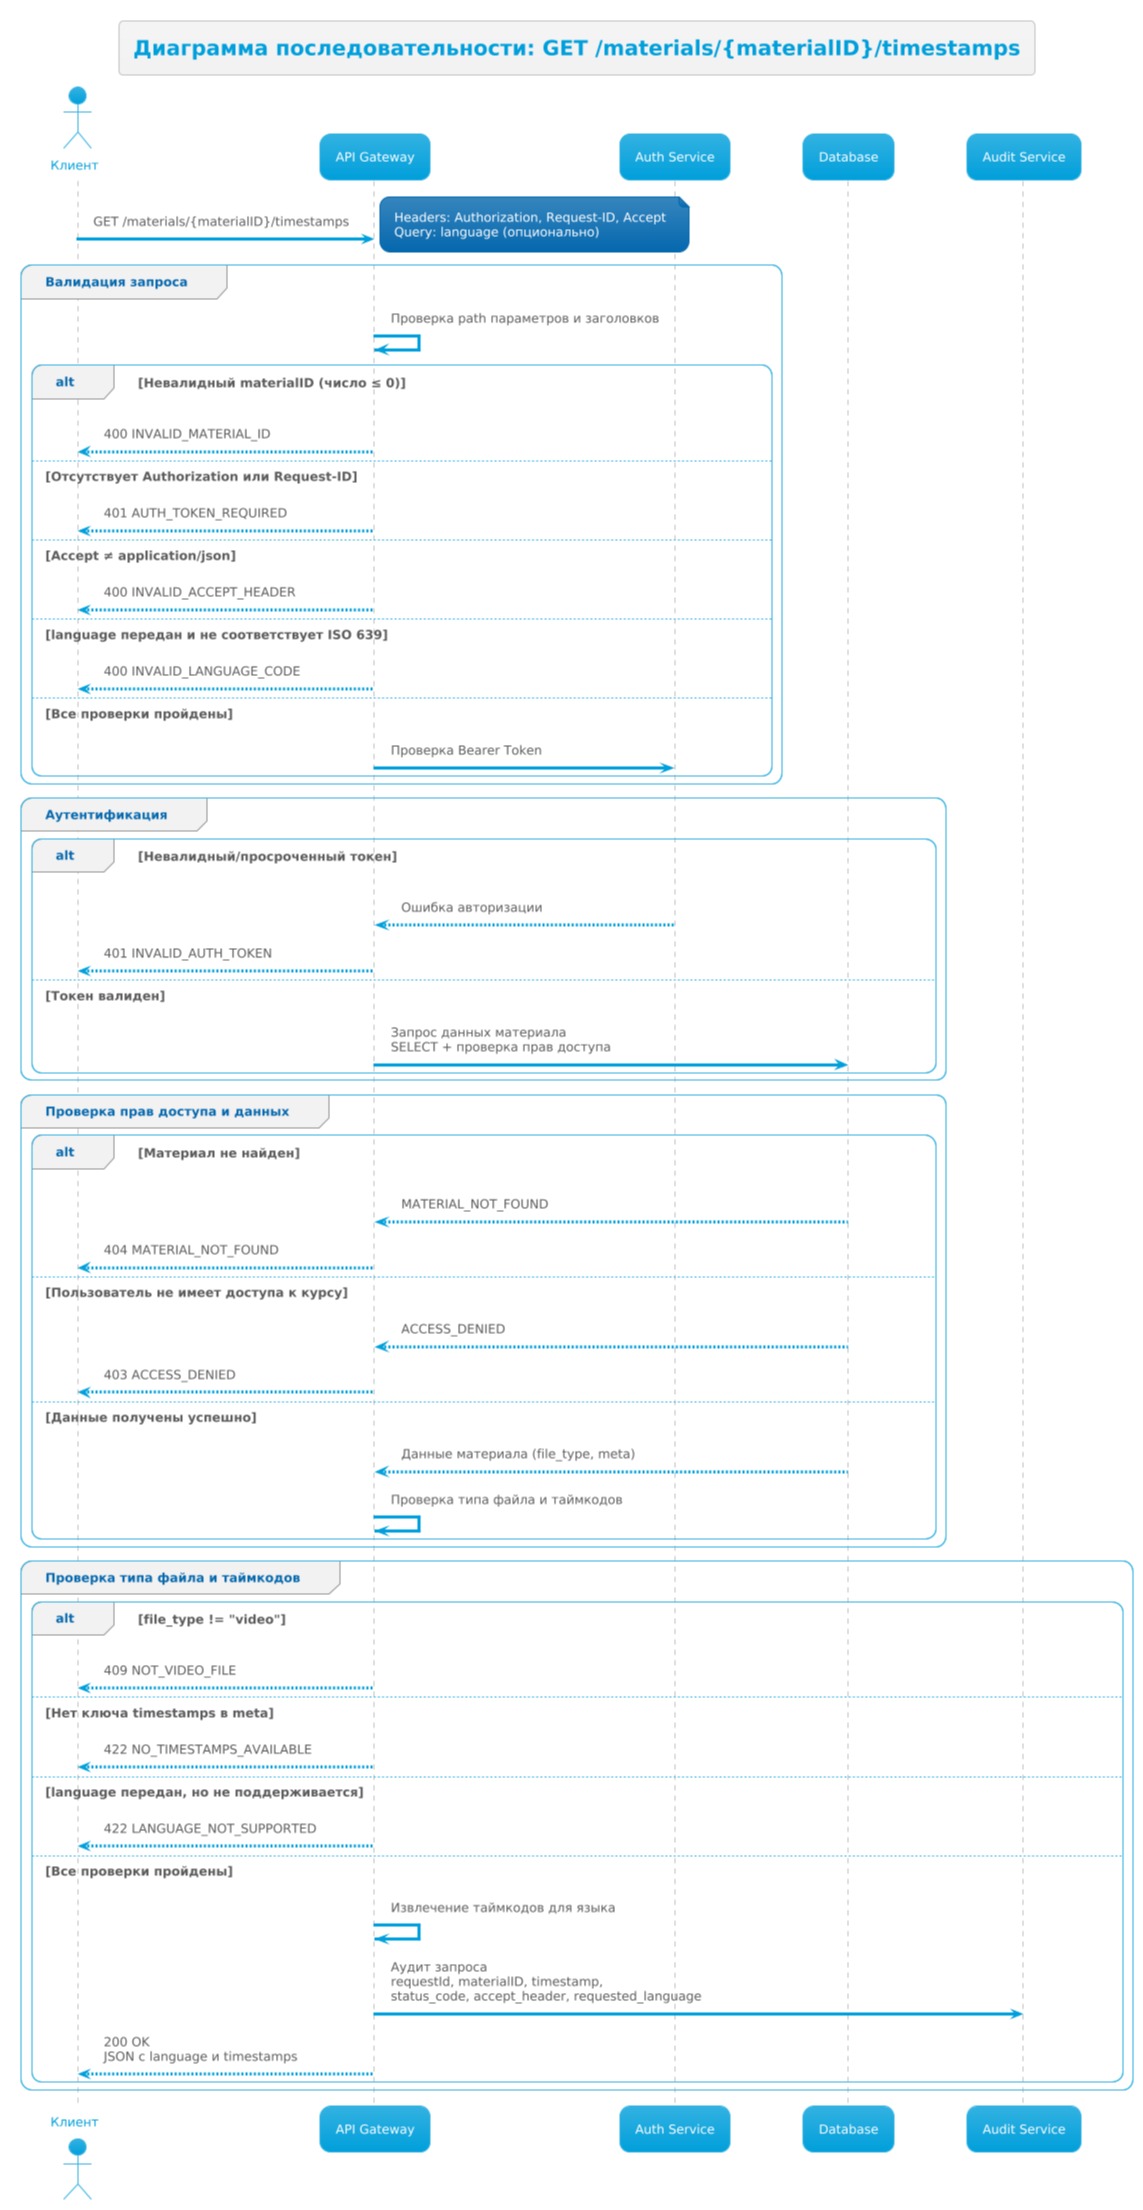 Диаграмма последовательности: GET /materials/{materialID}/timestamps
Клиент
API Gateway
Auth Service
Database
Audit Service
GET /materials/{materialID}/timestamps
Headers: Authorization, Request-ID, Accept
Query: language (опционально)
Валидация запроса
Проверка path параметров и заголовков
alt
[Невалидный materialID (число ≤ 0)]
400 INVALID_MATERIAL_ID
[Отсутствует Authorization или Request-ID]
401 AUTH_TOKEN_REQUIRED
[Accept ≠ application/json]
400 INVALID_ACCEPT_HEADER
[language передан и не соответствует ISO 639]
400 INVALID_LANGUAGE_CODE
[Все проверки пройдены]
Проверка Bearer Token
Аутентификация
alt
[Невалидный/просроченный токен]
Ошибка авторизации
401 INVALID_AUTH_TOKEN
[Токен валиден]
Запрос данных материала
SELECT + проверка прав доступа
Проверка прав доступа и данных
alt
[Материал не найден]
MATERIAL_NOT_FOUND
404 MATERIAL_NOT_FOUND
[Пользователь не имеет доступа к курсу]
ACCESS_DENIED
403 ACCESS_DENIED
[Данные получены успешно]
Данные материала (file_type, meta)
Проверка типа файла и таймкодов
Проверка типа файла и таймкодов
alt
[file_type != "video"]
409 NOT_VIDEO_FILE
[Нет ключа timestamps в meta]
422 NO_TIMESTAMPS_AVAILABLE
[language передан, но не поддерживается]
422 LANGUAGE_NOT_SUPPORTED
[Все проверки пройдены]
Извлечение таймкодов для языка
Аудит запроса
requestId, materialID, timestamp,
status_code, accept_header, requested_language
200 OK
JSON с language и timestamps
Клиент
API Gateway
Auth Service
Database
Audit Service